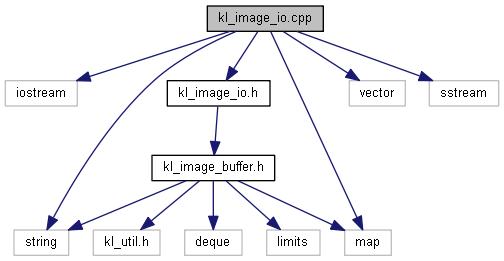 kl_image_io.cpp
iostream
kl_image_io.h
vector
sstream
kl_image_buffer.h
string
kl_util.h
deque
limits
map